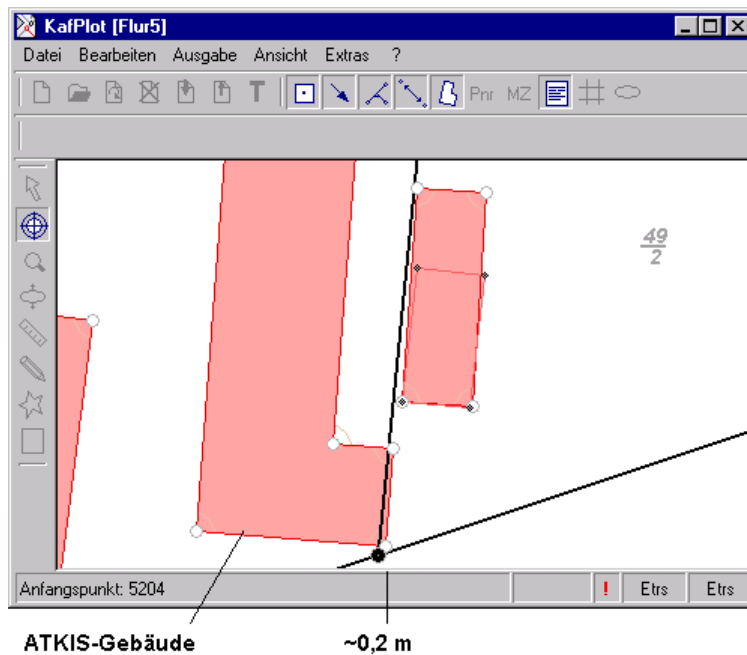 KafPlot [Flur5]
Datei Bearbeiten Ausgabe Ansicht Extras ?
T Pnr MZ
49
2
Anfangspunkt: 5204 ! Etrs Etrs
ATKIS-Gebäude ~0,2 m